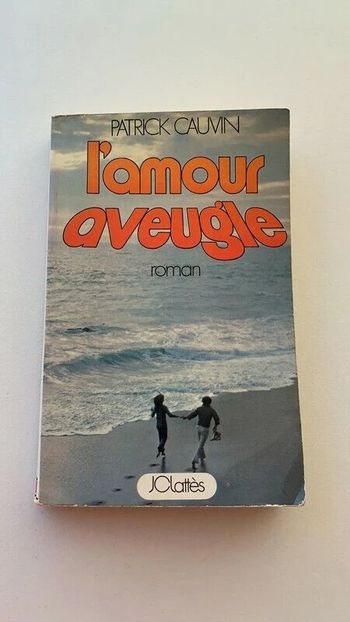 PATRICK CAUVIN
l'amour
aveugle
roman
JCLattès